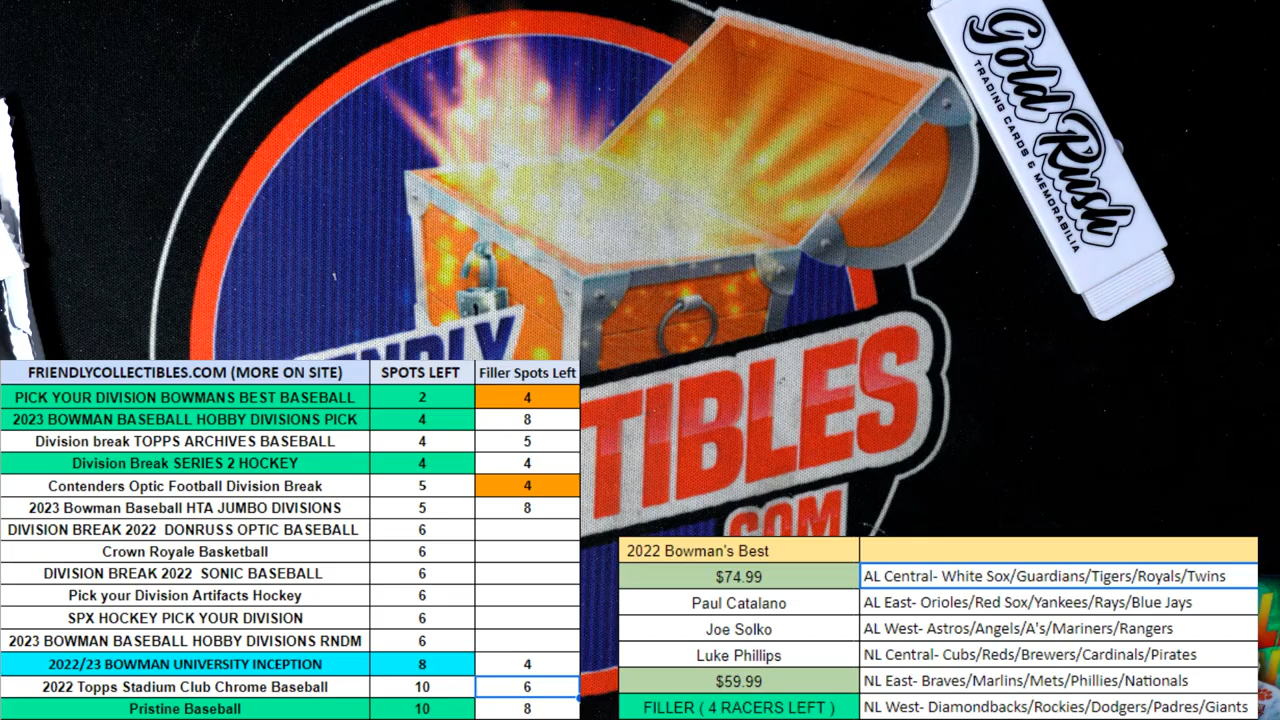 Gold Rush
TRADING CARDS & MEMORABILIA
TIBLES
.COM
FRIENDLYCOLLECTIBLES.COM (MORE ON SITE) SPOTS LEFT Filler Spots Left
PICK YOUR DIVISION BOWMANS BEST BASEBALL 2 4
2023 BOWMAN BASEBALL HOBBY DIVISIONS PICK 4 8
Division break TOPPS ARCHIVES BASEBALL 4 5
Division Break SERIES 2 HOCKEY 4 4
Contenders Optic Football Division Break 5 4
2023 Bowman Baseball HTA JUMBO DIVISIONS 5 8
DIVISION BREAK 2022 DONRUSS OPTIC BASEBALL 6
Crown Royale Basketball 6
DIVISION BREAK 2022 SONIC BASEBALL 6
Pick your Division Artifacts Hockey 6
SPX HOCKEY PICK YOUR DIVISION 6
2023 BOWMAN BASEBALL HOBBY DIVISIONS RNDM 6
2022/23 BOWMAN UNIVERSITY INCEPTION 8 4
2022 Topps Stadium Club Chrome Baseball 10 6
Pristine Baseball 10 8
2022 Bowman's Best
$74.99 AL Central- White Sox/Guardians/Tigers/Royals/Twins
Paul Catalano AL East- Orioles/Red Sox/Yankees/Rays/Blue Jays
Joe Solko AL West- Astros/Angels/A's/Mariners/Rangers
Luke Phillips NL Central- Cubs/Reds/Brewers/Cardinals/Pirates
$59.99 NL East- Braves/Marlins/Mets/Phillies/Nationals
FILLER ( 4 RACERS LEFT ) NL West- Diamondbacks/Rockies/Dodgers/Padres/Giants